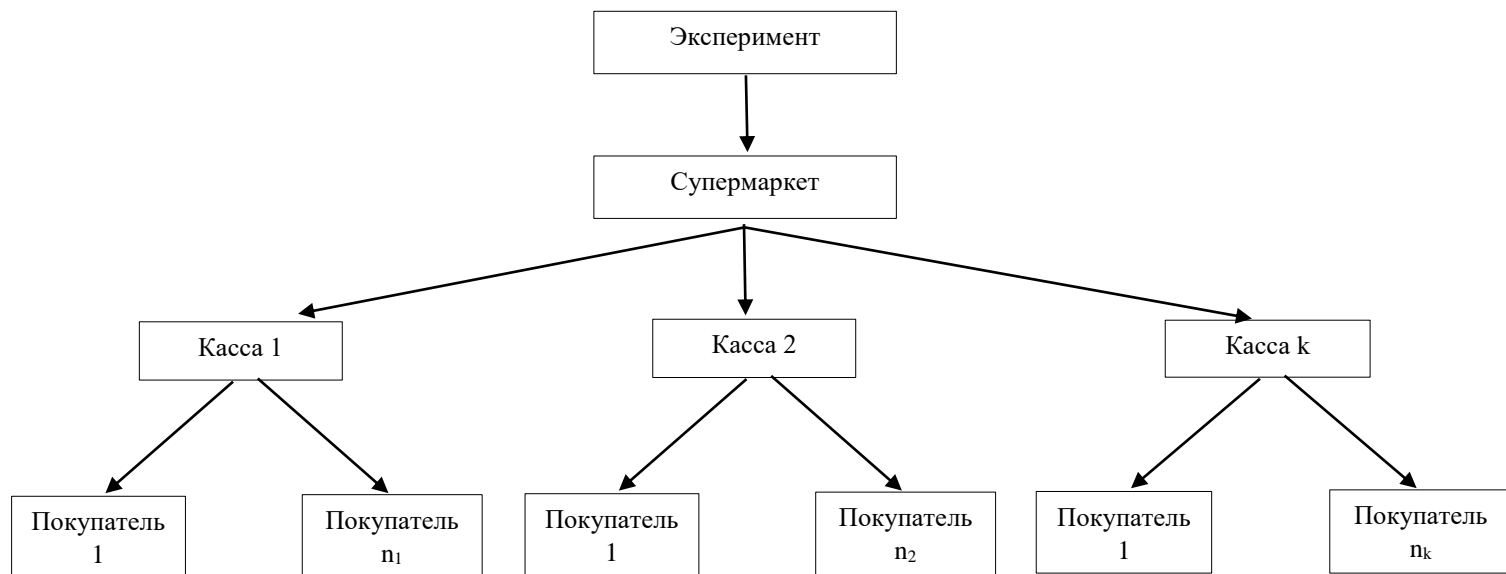 Эксперимент
Супермаркет
Касса 1
Касса 2
Касса k
Покупатель
1
Покупатель
n₁
Покупатель
1
Покупатель
n₂
Покупатель
1
Покупатель
nₖ